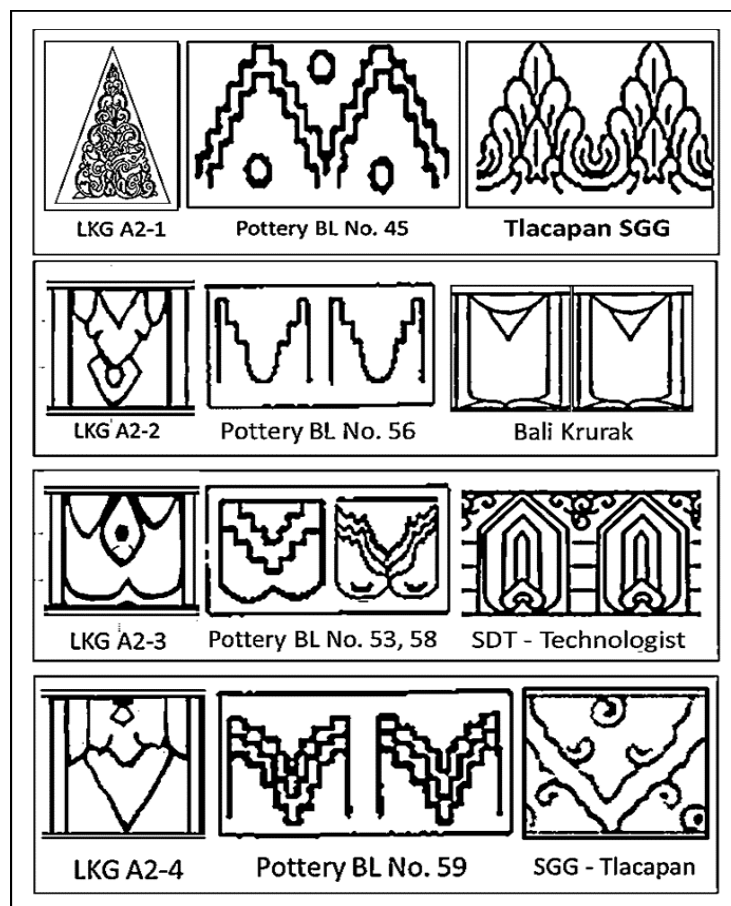 LKG A2-1 Pottery BL No. 45 Tlacapan SGG
LKG A2-2 Pottery BL No. 56 Bali Krurak
LKG A2-3 Pottery BL No. 53, 58 SDT - Technologist
LKG A2-4 Pottery BL No. 59 SGG - Tlacapan